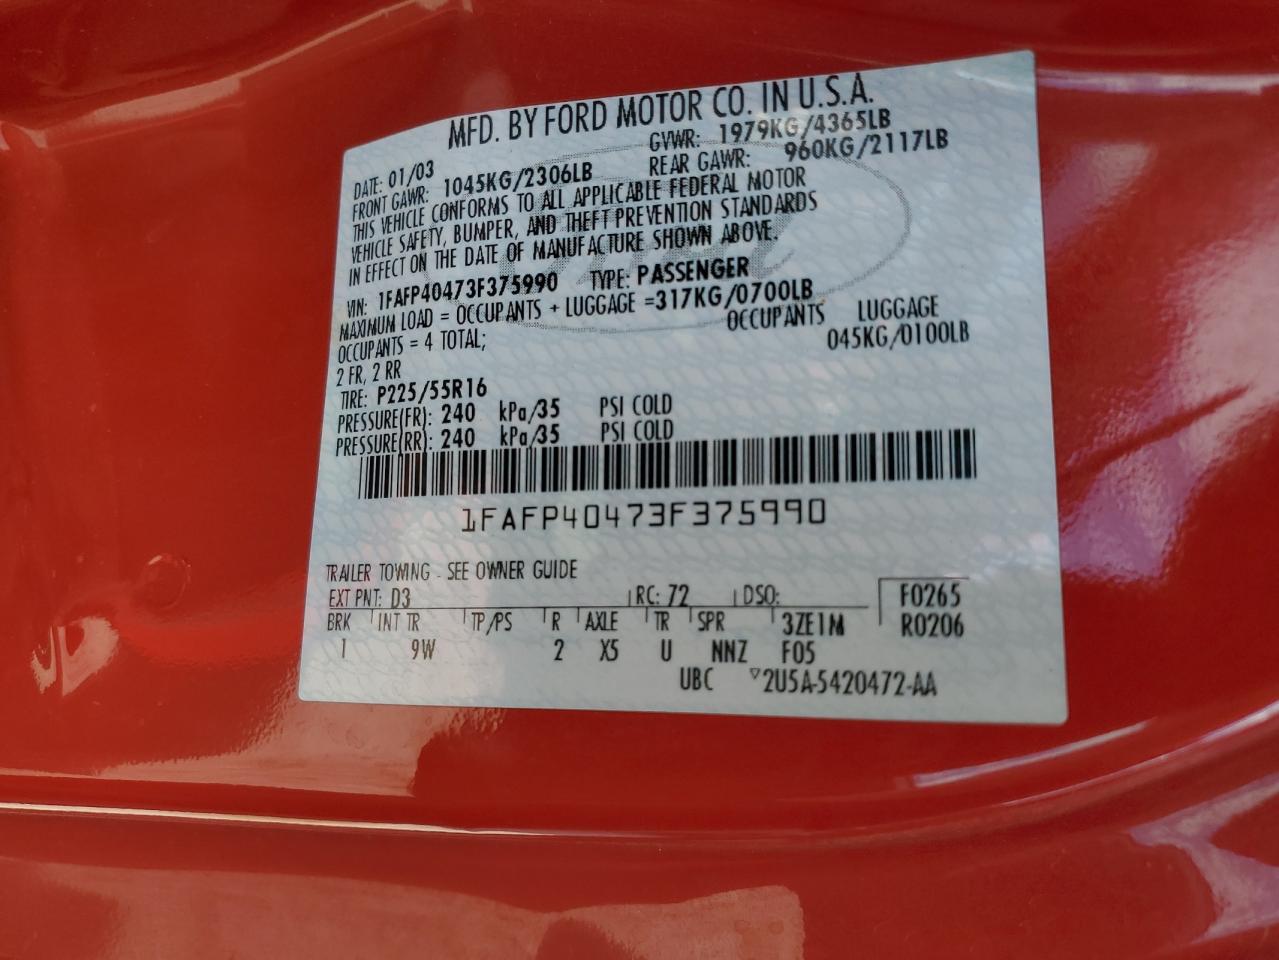 MFD. BY FORD MOTOR CO. IN U.S.A.
DATE: 01/03 GVWR: 1979KG/4365LB
FRONT GAWR: 1045KG/2306LB REAR GAWR: 960KG/2117LB
THIS VEHICLE CONFORMS TO ALL APPLICABLE FEDERAL MOTOR
VEHICLE SAFETY, BUMPER, AND THEFT PREVENTION STANDARDS
IN EFFECT ON THE DATE OF MANUFACTURE SHOWN ABOVE.
VIN: 1FAFP40473F375990 TYPE: PASSENGER
MAXIMUM LOAD = OCCUPANTS + LUGGAGE =317KG/0700LB
OCCUPANTS = 4 TOTAL; OCCUPANTS LUGGAGE
2 FR, 2 RR 045KG/0100LB
TIRE: P225/55R16
PRESSURE(FR): 240 kPa/35 PSI COLD
PRESSURE(RR): 240 kPa/35 PSI COLD
1FAFP40473F375990
TRAILER TOWING - SEE OWNER GUIDE
EXT PNT: D3 RC: 72 DSO: F0265
BRK INT TR TP/PS R AXLE TR SPR 3ZE1M R0206
1 9W 2 X5 U NNZ F05
UBC ▽2U5A-5420472-AA